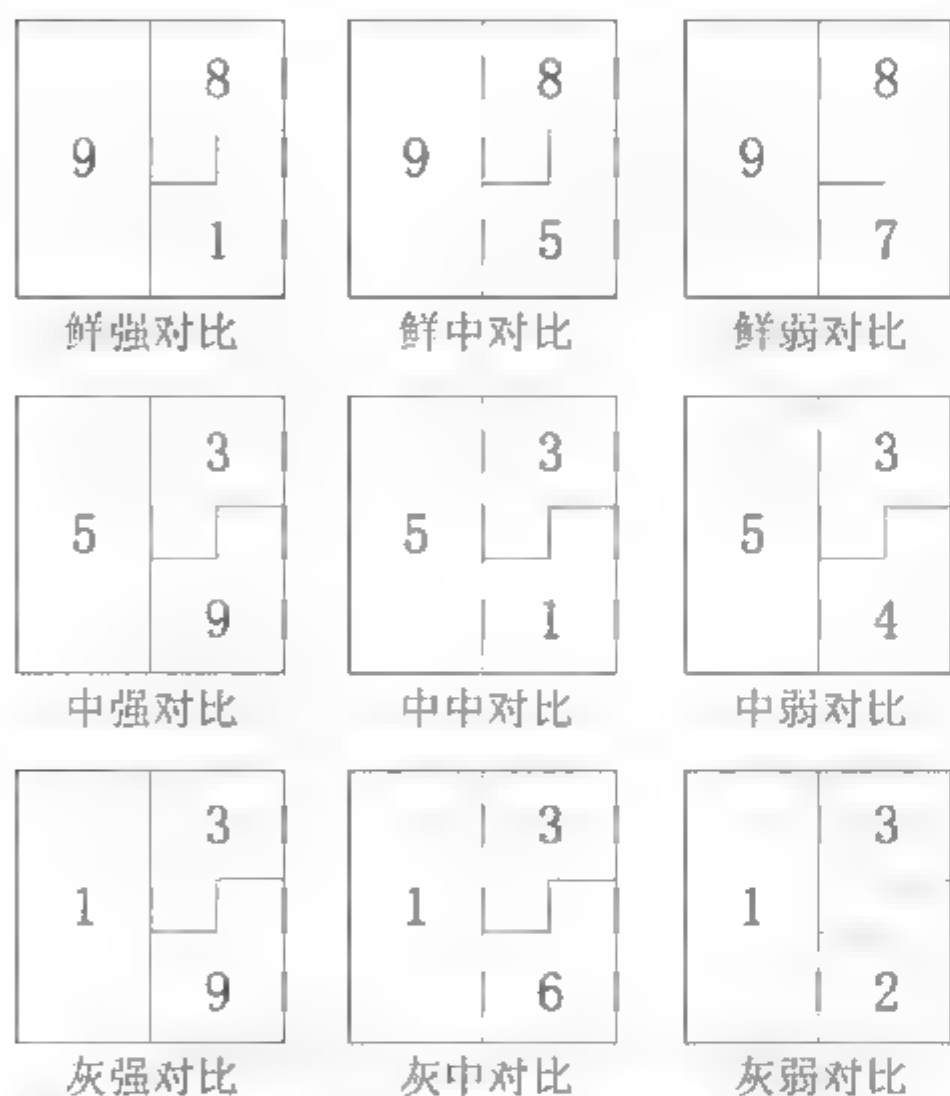 8 8 8
9 9 9
1 5 7
鲜强对比 鲜中对比 鲜弱对比
3 3 3
5 5 5
9 1 4
中强对比 中中对比 中弱对比
3 3 3
1 1 1
9 6 2
灰强对比 灰中对比 灰弱对比